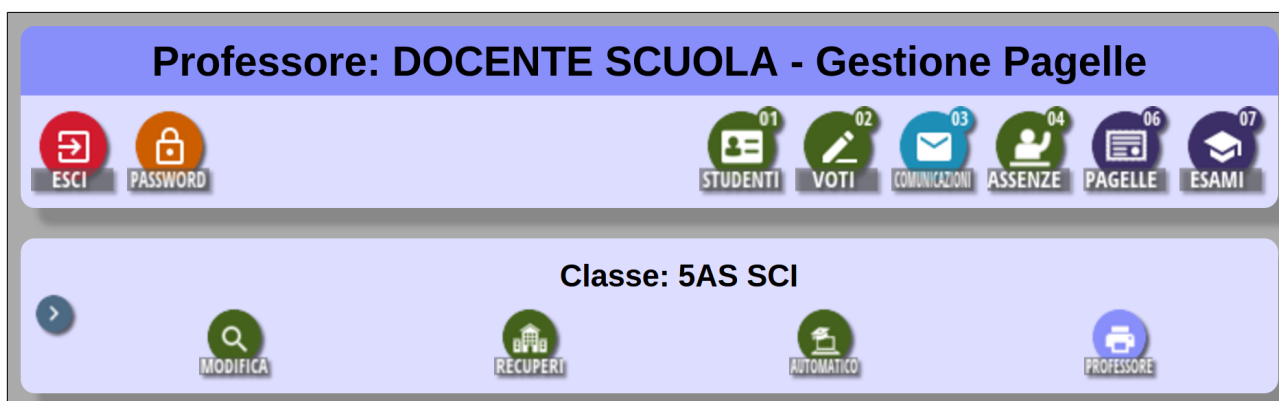 Professore: DOCENTE SCUOLA - Gestione Pagelle
01 02 03 04 06 07
ESCI PASSWORD STUDENTI VOTI COMUNICAZIONI ASSENZE PAGELLE ESAMI
Classe: 5AS SCI
MODIFICA RECUPERI AUTOMATICO PROFESSORE